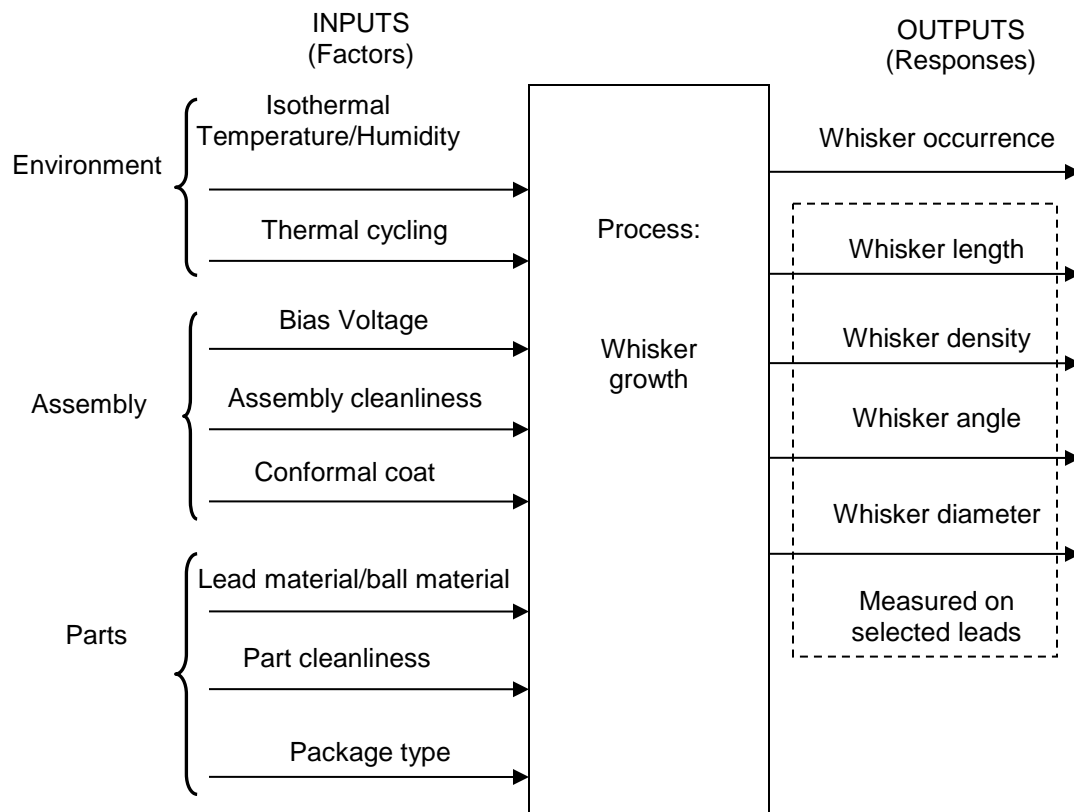 INPUTS
(Factors)
OUTPUTS
(Responses)
Environment
Isothermal
Temperature/Humidity
Thermal cycling
Assembly
Bias Voltage
Assembly cleanliness
Conformal coat
Parts
Lead material/ball material
Part cleanliness
Package type
Process:
Whisker
growth
Whisker occurrence
Whisker length
Whisker density
Whisker angle
Whisker diameter
Measured on
selected leads